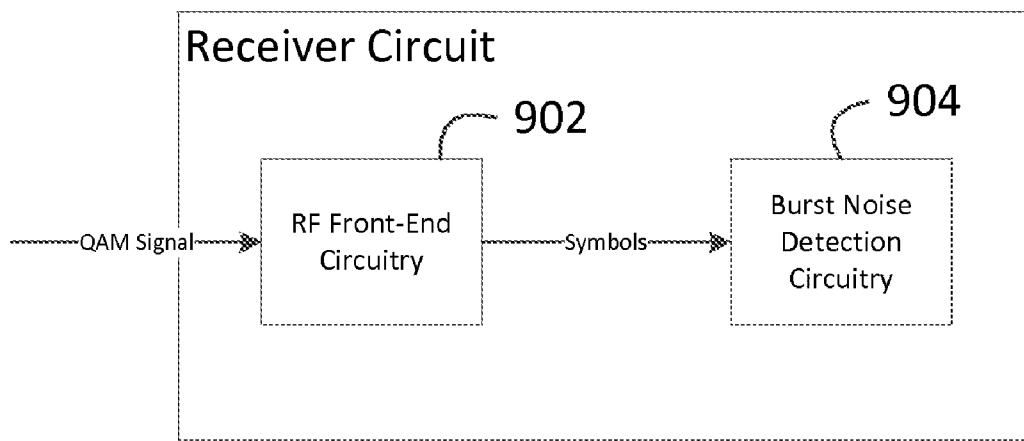 Receiver Circuit
902
904
QAM Signal
RF Front-End
Circuitry
Symbols
Burst Noise
Detection
Circuitry